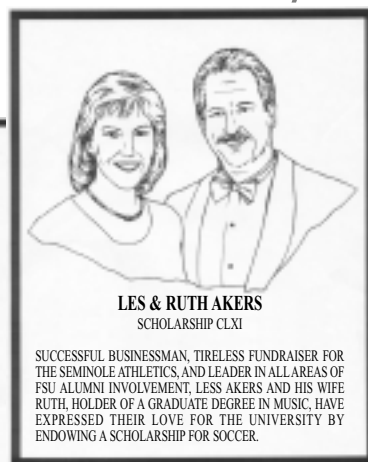 LES & RUTH AKERS
SCHOLARSHIP CLXI
SUCCESSFUL BUSINESSMAN, TIRELESS FUNDRAISER FOR
THE SEMINOLE ATHLETICS, AND LEADER IN ALL AREAS OF
FSU ALUMNI INVOLVEMENT, LESS AKERS AND HIS WIFE
RUTH, HOLDER OF A GRADUATE DEGREE IN MUSIC, HAVE
EXPRESSED THEIR LOVE FOR THE UNIVERSITY BY
ENDOWING A SCHOLARSHIP FOR SOCCER.